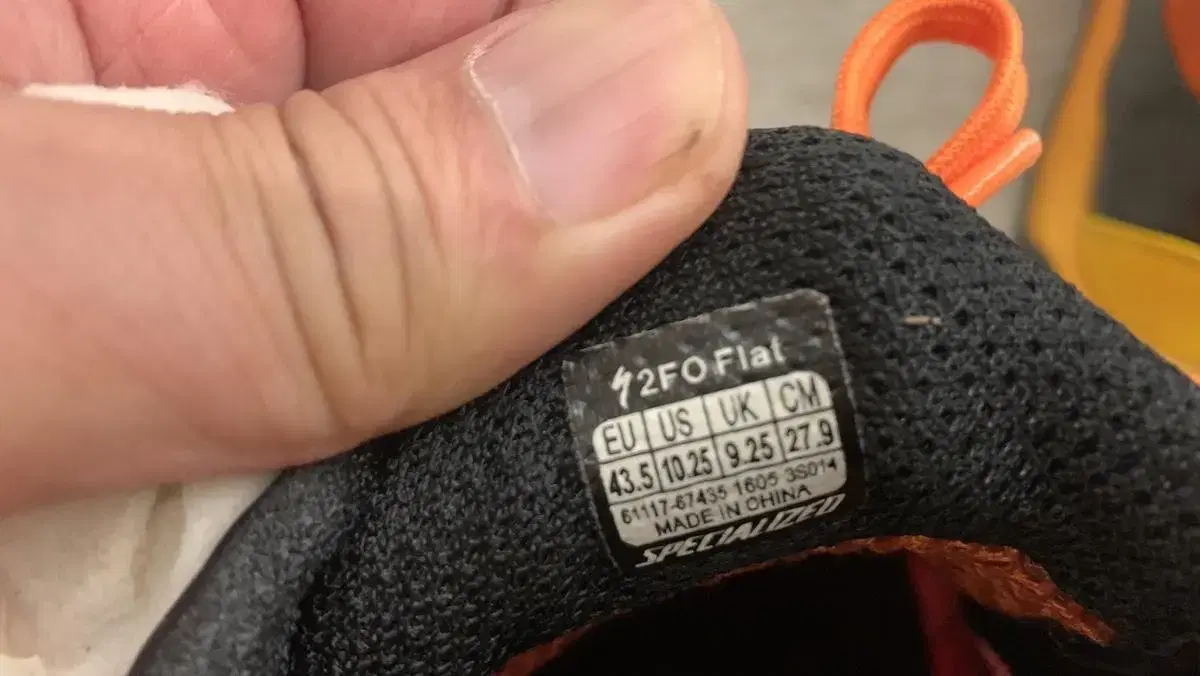 2FO Flat
EU US UK CM
43.5 10.25 9.25 27.9
61117-67435 1605 3S014
MADE IN CHINA
SPECIALIZED